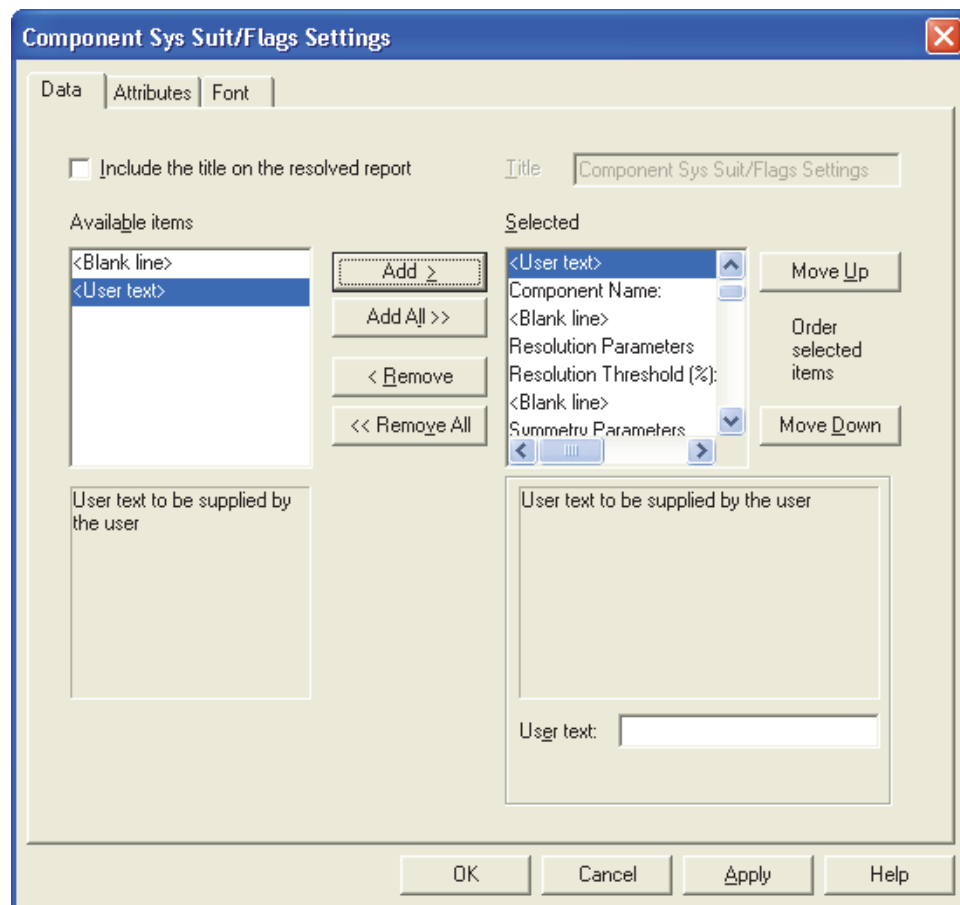 Component Sys Suit/Flags Settings
Data Attributes Font
Include the title on the resolved report
Title Component Sys Suit/Flags Settings
Available items
<Blank line>
<User text>
Add >
Add All >>
< Remove
<< Remove All
Selected
<User text>
Component Name:
<Blank line>
Resolution Parameters
Resolution Threshold (%):
<Blank line>
Symmetry Parameters
Move Up
Order
selected
items
Move Down
User text to be supplied by
the user
User text to be supplied by the user
User text:
OK Cancel Apply Help